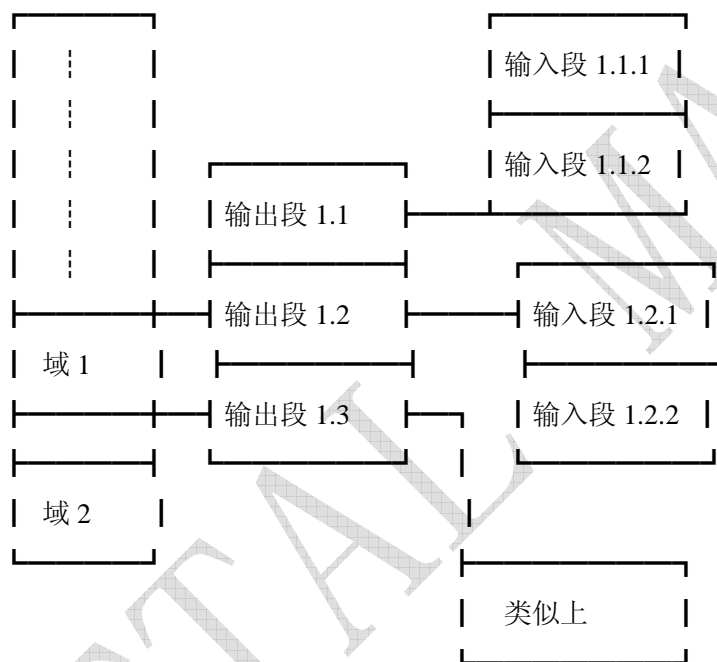 输入段 1.1.1
输入段 1.1.2
输出段 1.1
输出段 1.2
输入段 1.2.1
域 1
输出段 1.3
输入段 1.2.2
域 2
类似上